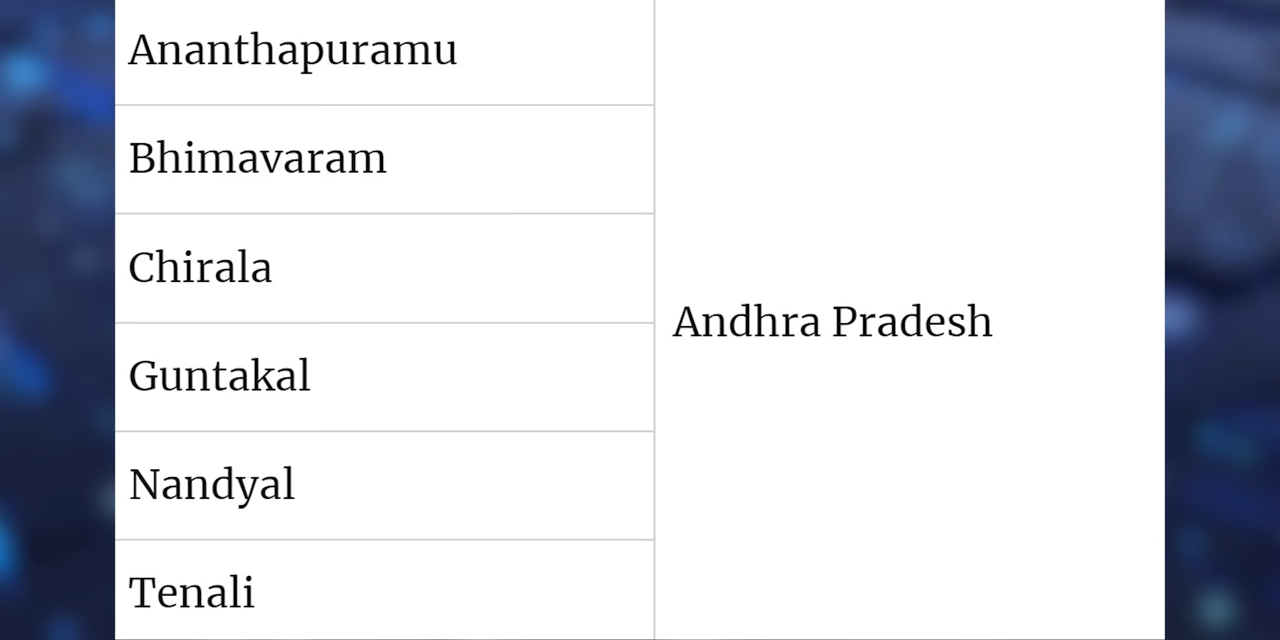 Ananthapuramu
Bhimavaram
Chirala
Andhra Pradesh
Guntakal
Nandyal
Tenali